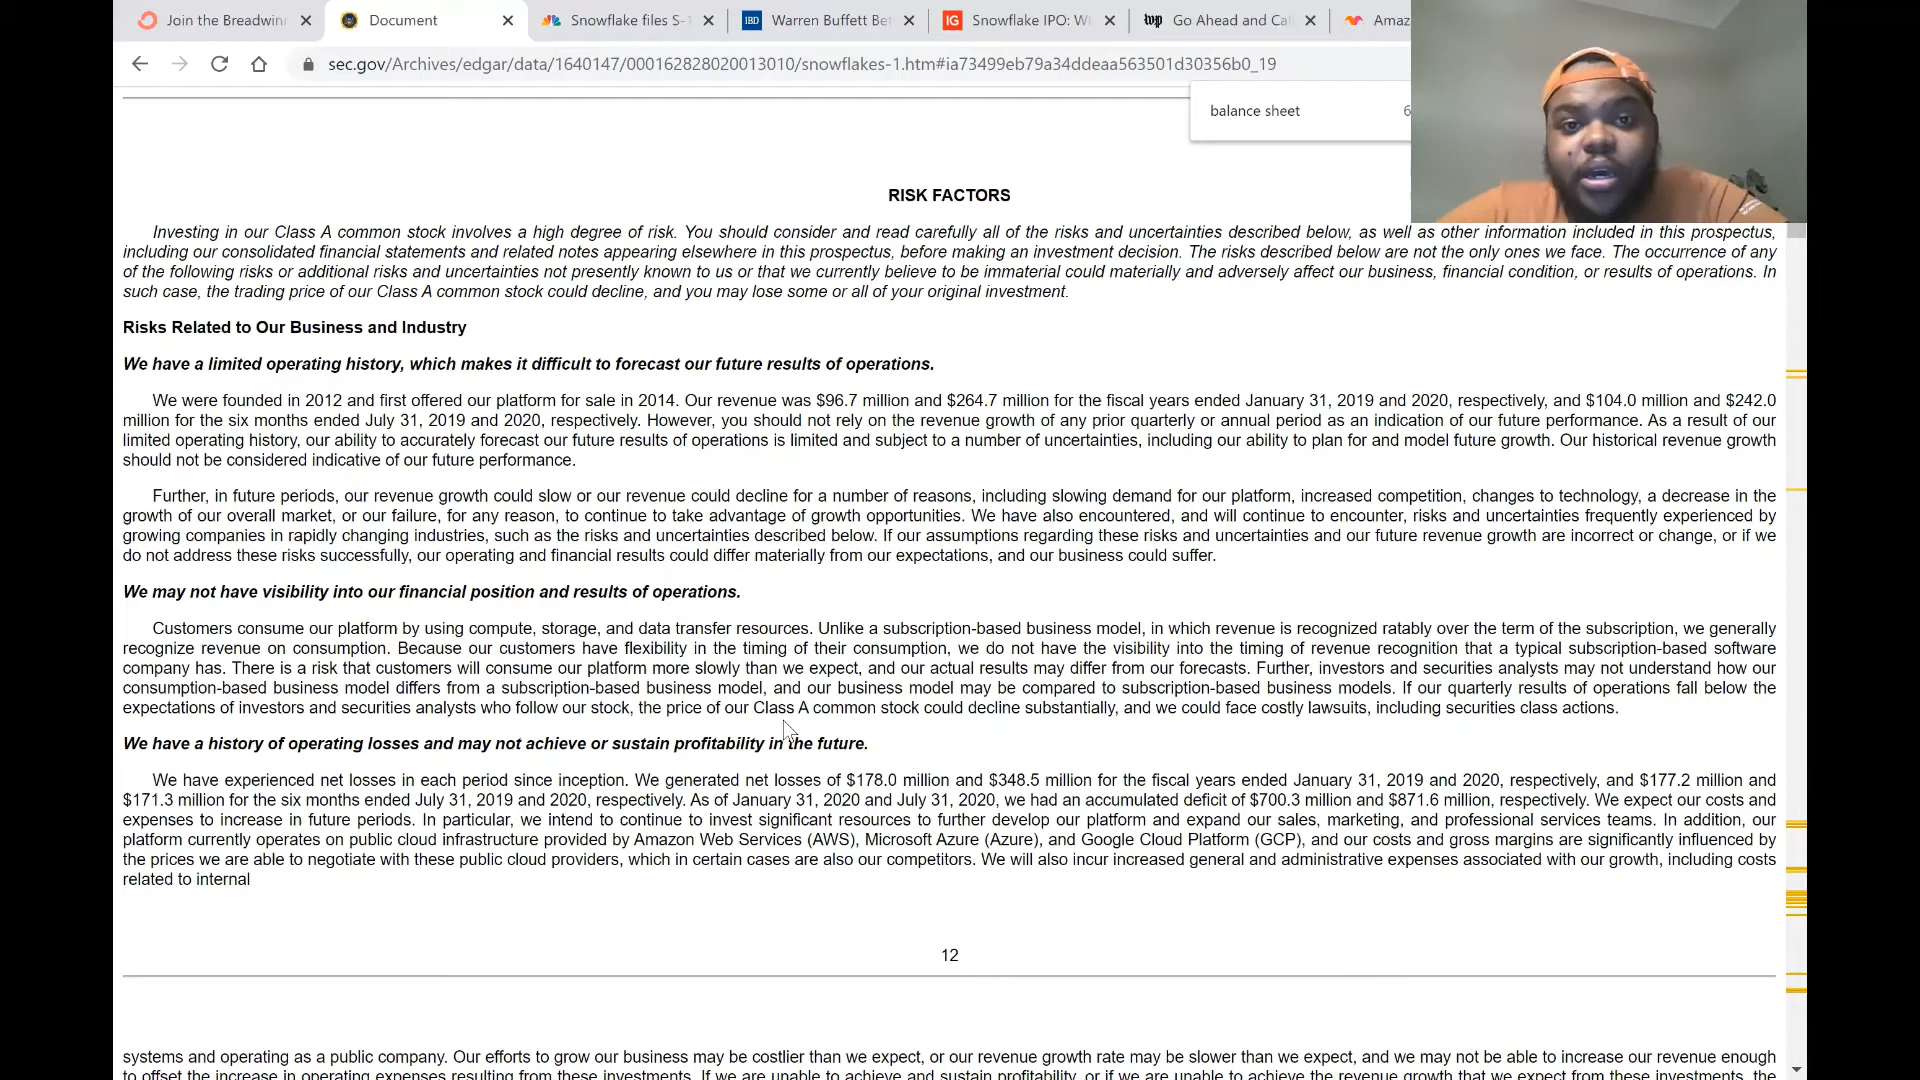 Join the Breadwin
Document
Snowflake files S-1
Warren Buffett Bet
Snowflake IPO: W
Go Ahead and Cal
Amaz
IBD
IG
wp
sec.gov/Archives/edgar/data/1640147/000162828020013010/snowflakes-1.htm#ia73499eb79a34ddeaa563501d30356b0_19
balance sheet 6
RISK FACTORS
Investing in our Class A common stock involves a high degree of risk. You should consider and read carefully all of the risks and uncertainties described below, as well as other information included in this prospectus,
including our consolidated financial statements and related notes appearing elsewhere in this prospectus, before making an investment decision. The risks described below are not the only ones we face. The occurrence of any
of the following risks or additional risks and uncertainties not presently known to us or that we currently believe to be immaterial could materially and adversely affect our business, financial condition, or results of operations. In
such case, the trading price of our Class A common stock could decline, and you may lose some or all of your original investment.
Risks Related to Our Business and Industry
We have a limited operating history, which makes it difficult to forecast our future results of operations.
We were founded in 2012 and first offered our platform for sale in 2014. Our revenue was $96.7 million and $264.7 million for the fiscal years ended January 31, 2019 and 2020, respectively, and $104.0 million and $242.0
million for the six months ended July 31, 2019 and 2020, respectively. However, you should not rely on the revenue growth of any prior quarterly or annual period as an indication of our future performance. As a result of our
limited operating history, our ability to accurately forecast our future results of operations is limited and subject to a number of uncertainties, including our ability to plan for and model future growth. Our historical revenue growth
should not be considered indicative of our future performance.
Further, in future periods, our revenue growth could slow or our revenue could decline for a number of reasons, including slowing demand for our platform, increased competition, changes to technology, a decrease in the
growth of our overall market, or our failure, for any reason, to continue to take advantage of growth opportunities. We have also encountered, and will continue to encounter, risks and uncertainties frequently experienced by
growing companies in rapidly changing industries, such as the risks and uncertainties described below. If our assumptions regarding these risks and uncertainties and our future revenue growth are incorrect or change, or if we
do not address these risks successfully, our operating and financial results could differ materially from our expectations, and our business could suffer.
We may not have visibility into our financial position and results of operations.
Customers consume our platform by using compute, storage, and data transfer resources. Unlike a subscription-based business model, in which revenue is recognized ratably over the term of the subscription, we generally
recognize revenue on consumption. Because our customers have flexibility in the timing of their consumption, we do not have the visibility into the timing of revenue recognition that a typical subscription-based software
company has. There is a risk that customers will consume our platform more slowly than we expect, and our actual results may differ from our forecasts. Further, investors and securities analysts may not understand how our
consumption-based business model differs from a subscription-based business model, and our business model may be compared to subscription-based business models. If our quarterly results of operations fall below the
expectations of investors and securities analysts who follow our stock, the price of our Class A common stock could decline substantially, and we could face costly lawsuits, including securities class actions.
We have a history of operating losses and may not achieve or sustain profitability in the future.
We have experienced net losses in each period since inception. We generated net losses of $178.0 million and $348.5 million for the fiscal years ended January 31, 2019 and 2020, respectively, and $177.2 million and
$171.3 million for the six months ended July 31, 2019 and 2020, respectively. As of January 31, 2020 and July 31, 2020, we had an accumulated deficit of $700.3 million and $871.6 million, respectively. We expect our costs and
expenses to increase in future periods. In particular, we intend to continue to invest significant resources to further develop our platform and expand our sales, marketing, and professional services teams. In addition, our
platform currently operates on public cloud infrastructure provided by Amazon Web Services (AWS), Microsoft Azure (Azure), and Google Cloud Platform (GCP), and our costs and gross margins are significantly influenced by
the prices we are able to negotiate with these public cloud providers, which in certain cases are also our competitors. We will also incur increased general and administrative expenses associated with our growth, including costs
related to internal
12
systems and operating as a public company. Our efforts to grow our business may be costlier than we expect, or our revenue growth rate may be slower than we expect, and we may not be able to increase our revenue enough
to offset the increase in operating expenses resulting from these investments. If we are unable to achieve and sustain profitability, or if we are unable to achieve the revenue growth that we expect from these investments, the